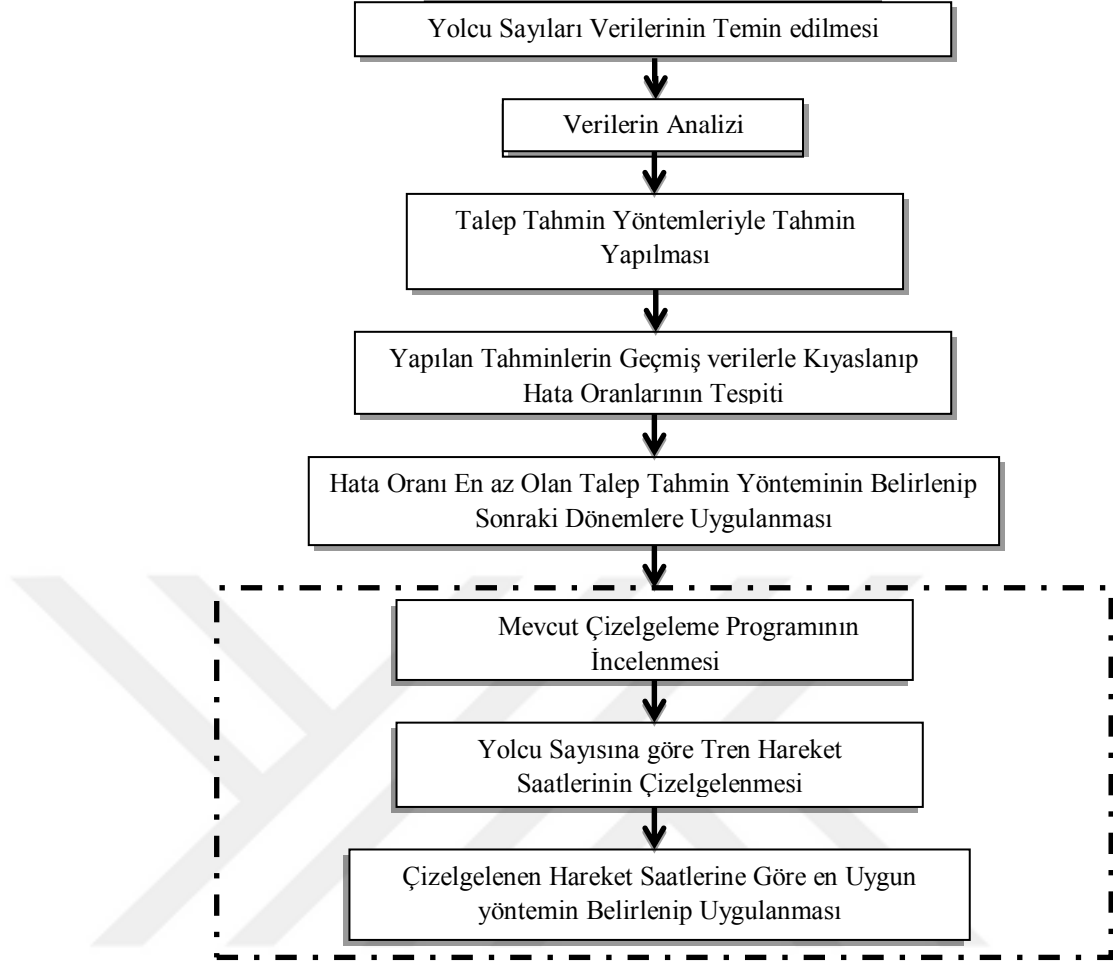 Yolcu Sayıları Verilerinin Temin edilmesi
Verilerin Analizi
Talep Tahmin Yöntemleriyle Tahmin
Yapılması
Yapılan Tahminlerin Geçmiş verilerle Kıyaslanıp
Hata Oranlarının Tespiti
Hata Oranı En az Olan Talep Tahmin Yönteminin Belirlenip
Sonraki Dönemlere Uygulanması
Mevcut Çizelgeleme Programının
İncelenmesi
Yolcu Sayısına göre Tren Hareket
Saatlerinin Çizelgelenmesi
Çizelgelenen Hareket Saatlerine Göre en Uygun
yöntemin Belirlenip Uygulanması